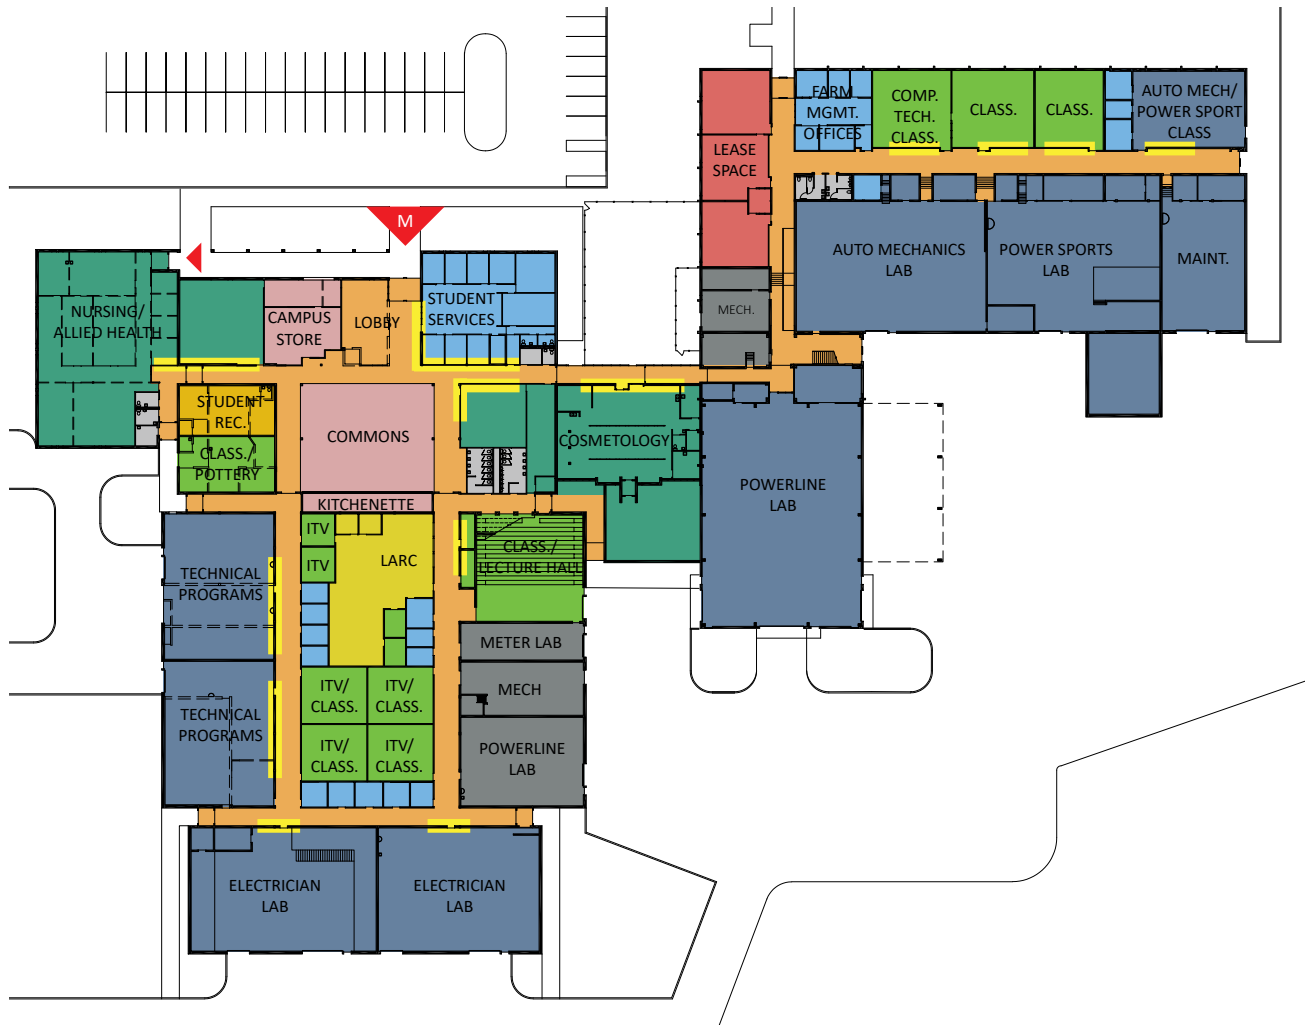 M
FARM
MGMT.
OFFICES
COMP.
TECH.
CLASS.
CLASS.
CLASS.
AUTO MECH/
POWER SPORT
CLASS
LEASE
SPACE
AUTO MECHANICS
LAB
POWER SPORTS
LAB
MAINT.
MECH.
NURSING/
ALLIED HEALTH
CAMPUS
STORE
LOBBY
STUDENT
SERVICES
STUDENT
REC.
COMMONS
COSMETOLOGY
CLASS./
POTTERY
KITCHENETTE
POWERLINE
LAB
ITV
ITV
LARC
CLASS./
LECTURE HALL
TECHNICAL
PROGRAMS
METER LAB
MECH
TECHNICAL
PROGRAMS
ITV/
CLASS.
ITV/
CLASS.
ITV/
CLASS.
ITV/
CLASS.
POWERLINE
LAB
ELECTRICIAN
LAB
ELECTRICIAN
LAB